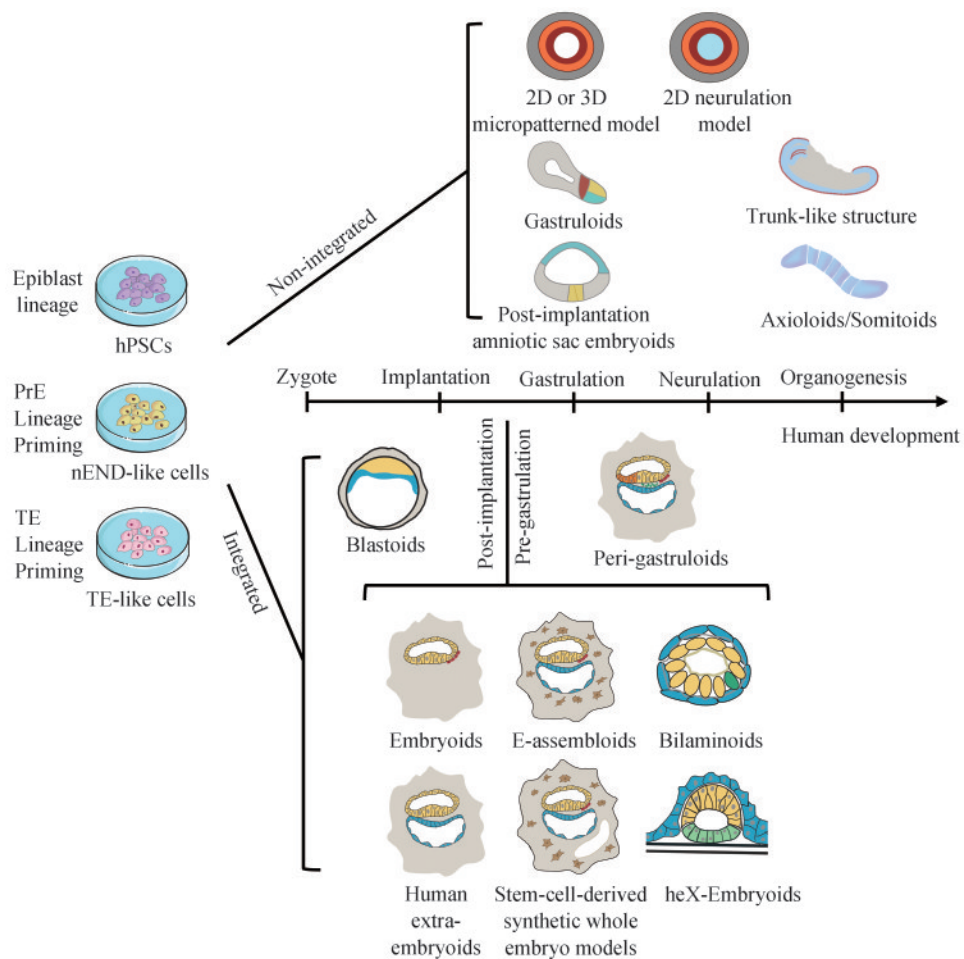 2D or 3D
micropatterned model
2D neurulation
model
Gastruloids
Trunk-like structure
Post-implantation
amniotic sac embryoids
Axioloids/Somitoids
Non-integrated
Epiblast
lineage
hPSCs
PrE
Lineage
Priming
nEND-like cells
TE
Lineage
Priming
TE-like cells
Zygote
Implantation
Gastrulation
Neurulation
Organogenesis
Human development
Integrated
Blastoids
Post-implantation
Pre-gastrulation
Peri-gastruloids
Embryoids
E-assembloids
Bilaminoids
Human
extra-
embryoids
Stem-cell-derived
synthetic whole
embryo models
heX-Embryoids